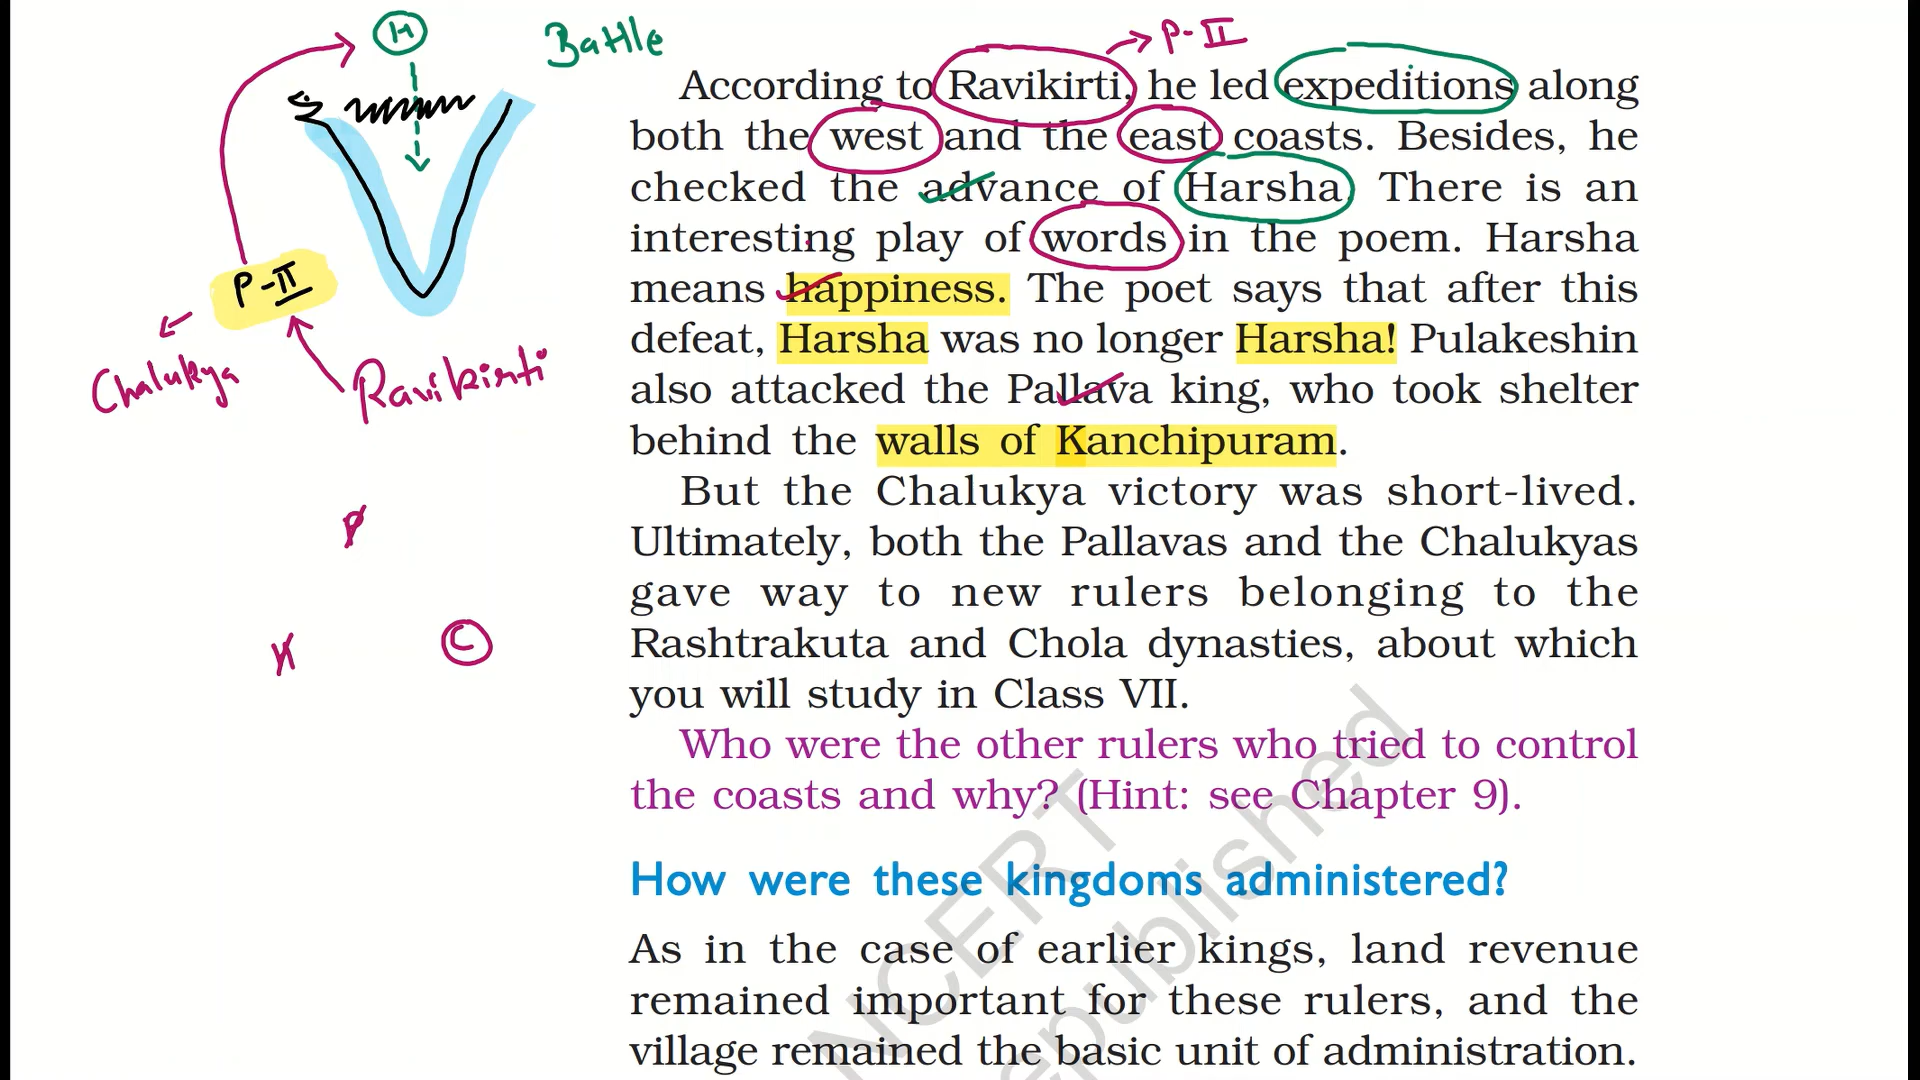 H
Battle
P-II
Chalukya
Ravikirti
P
H
C
P-II
According to Ravikirti, he led expeditions along
both the west and the east coasts. Besides, he
checked the advance of Harsha. There is an
interesting play of words in the poem. Harsha
means happiness. The poet says that after this
defeat, Harsha was no longer Harsha! Pulakeshin
also attacked the Pallava king, who took shelter
behind the walls of Kanchipuram.
But the Chalukya victory was short-lived.
Ultimately, both the Pallavas and the Chalukyas
gave way to new rulers belonging to the
Rashtrakuta and Chola dynasties, about which
you will study in Class VII.
Who were the other rulers who tried to control
the coasts and why? (Hint: see Chapter 9).
How were these kingdoms administered?
As in the case of earlier kings, land revenue
remained important for these rulers, and the
village remained the basic unit of administration.
NCERT
republished